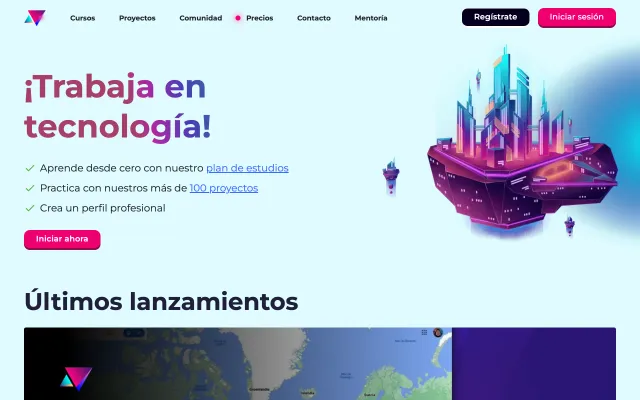 Cursos
Proyectos
Comunidad
Precios
Contacto
Mentoría
Regístrate
Iniciar sesión
¡Trabaja en
tecnología!
Aprende desde cero con nuestro plan de estudios
Practica con nuestros más de 100 proyectos
Crea un perfil profesional
Iniciar ahora
Últimos lanzamientos